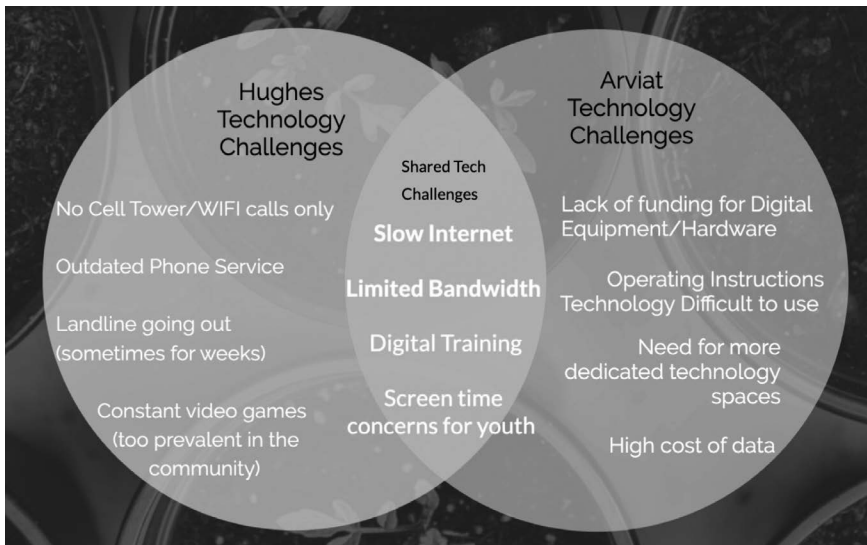 Hughes
Technology
Challenges
No Cell Tower/WIFI calls only
Outdated Phone Service
Landline going out
(sometimes for weeks)
Constant video games
(too prevalent in the
community)
Shared Tech
Challenges
Slow Internet
Limited Bandwidth
Digital Training
Screen time
concerns for youth
Arviat
Technology
Challenges
Lack of funding for Digital
Equipment/Hardware
Operating Instructions
Technology Difficult to use
Need for more
dedicated technology
spaces
High cost of data